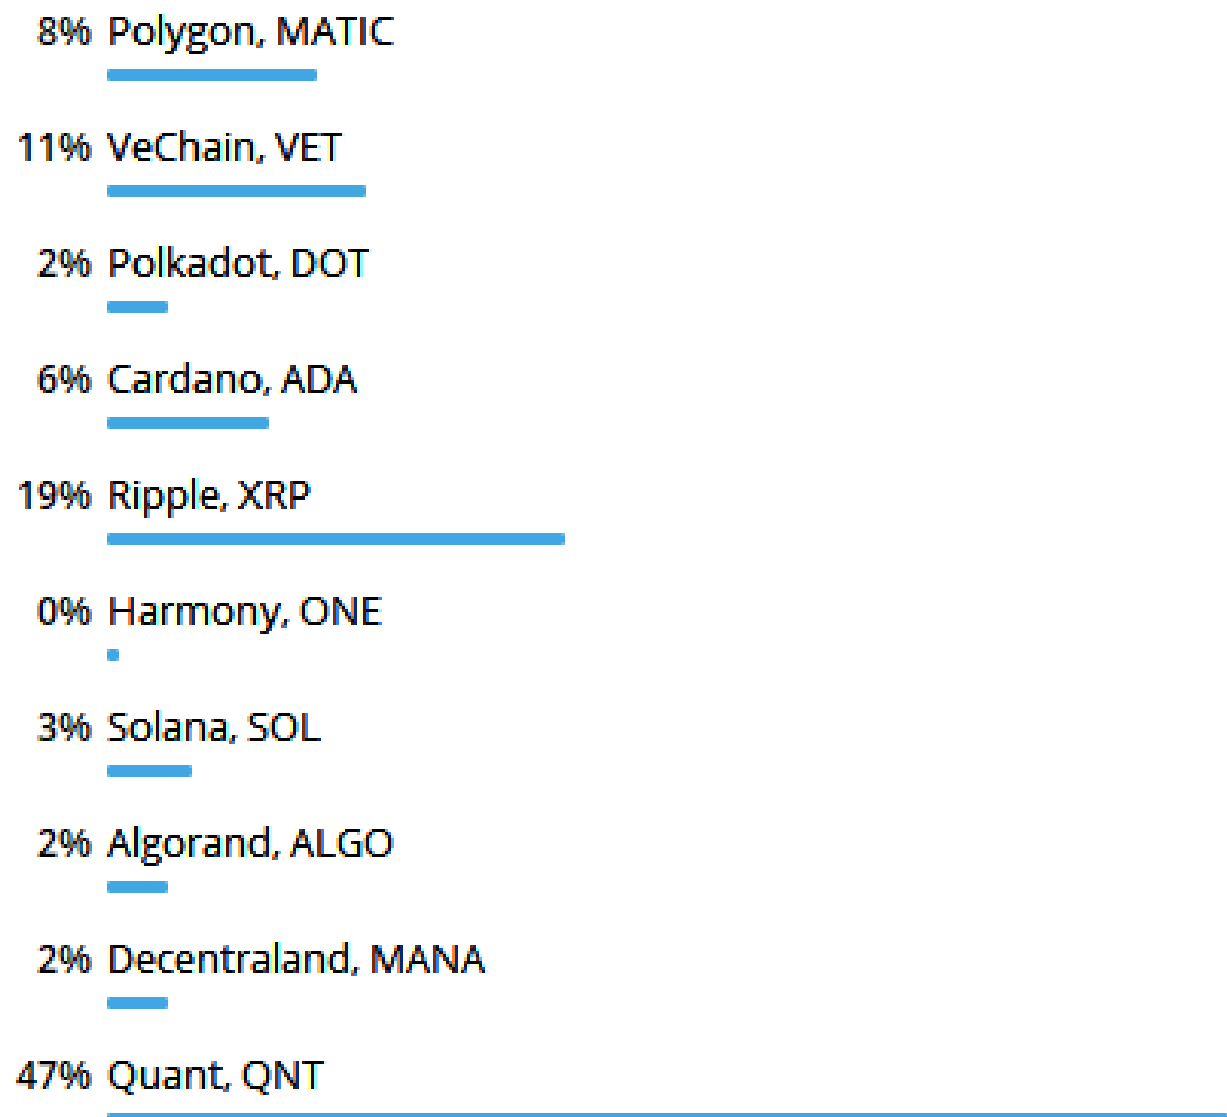 8% Polygon, MATIC
11% VeChain, VET
2% Polkadot, DOT
6% Cardano, ADA
19% Ripple, XRP
0% Harmony, ONE
3% Solana, SOL
2% Algorand, ALGO
2% Decentraland, MANA
47% Quant, QNT